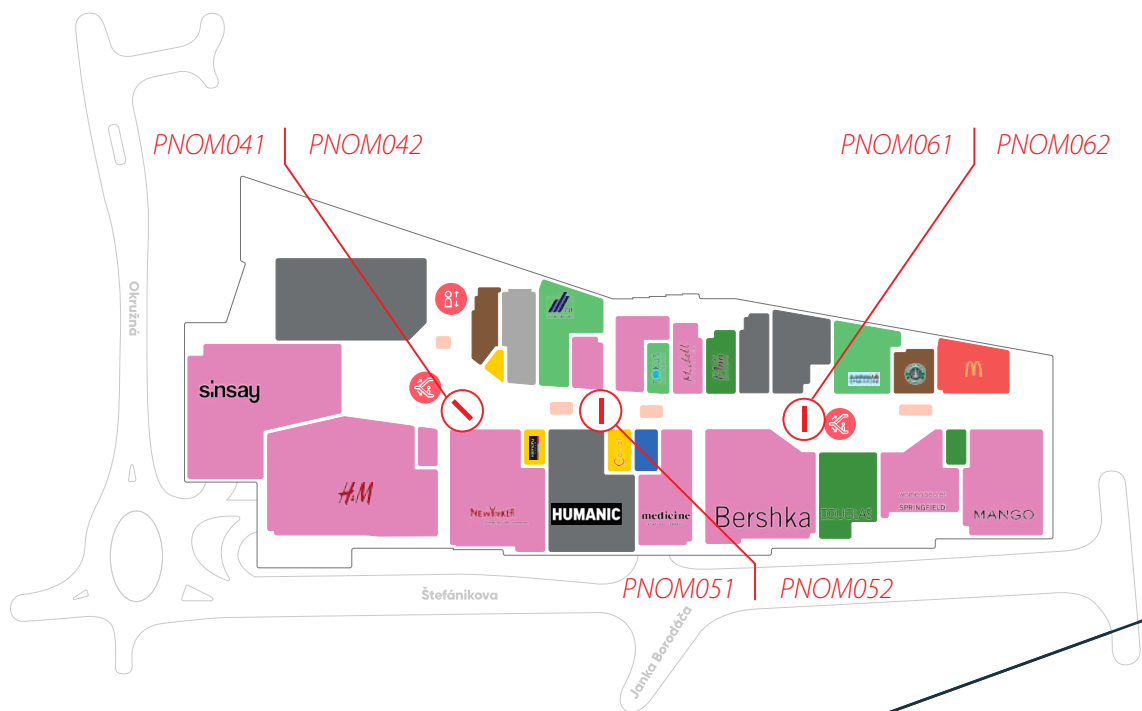 PNOM041 PNOM042
PNOM061 PNOM062
Okružná
sinsay
H&M
NEWYORKER
HUMANIC
medicine
Bershka
DOUGLAS
SPRINGFIELD
MANGO
PNOM051 PNOM052
Štefánikova
Janka Borodáča